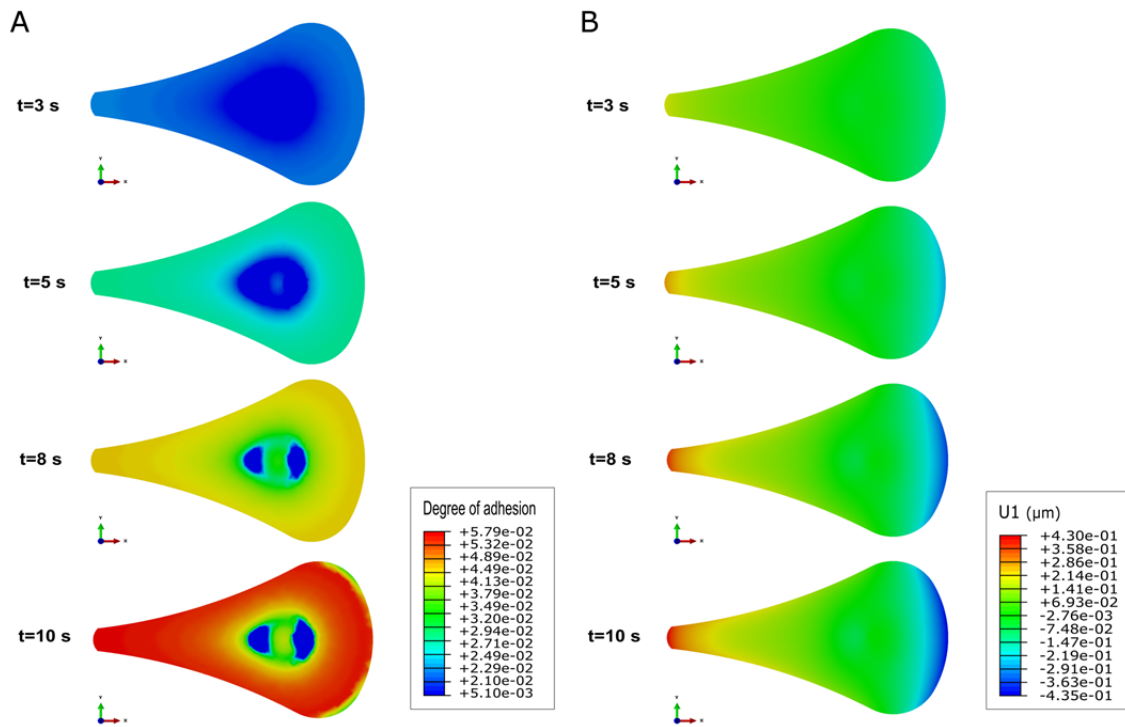 A
B
t=3 s
Y
X
t=3 s
Y
X
t=5 s
Y
X
t=5 s
Y
X
t=8 s
Y
X
t=8 s
Y
X
t=10 s
Y
X
t=10 s
Y
X
Degree of adhesion
+5.79e-02
+5.32e-02
+4.89e-02
+4.49e-02
+4.13e-02
+3.79e-02
+3.49e-02
+3.20e-02
+2.94e-02
+2.71e-02
+2.49e-02
+2.29e-02
+2.10e-02
+5.10e-03
U1 (μm)
+4.30e-01
+3.58e-01
+2.86e-01
+2.14e-01
+1.41e-01
+6.93e-02
-2.76e-03
-7.48e-02
-1.47e-01
-2.19e-01
-2.91e-01
-3.63e-01
-4.35e-01